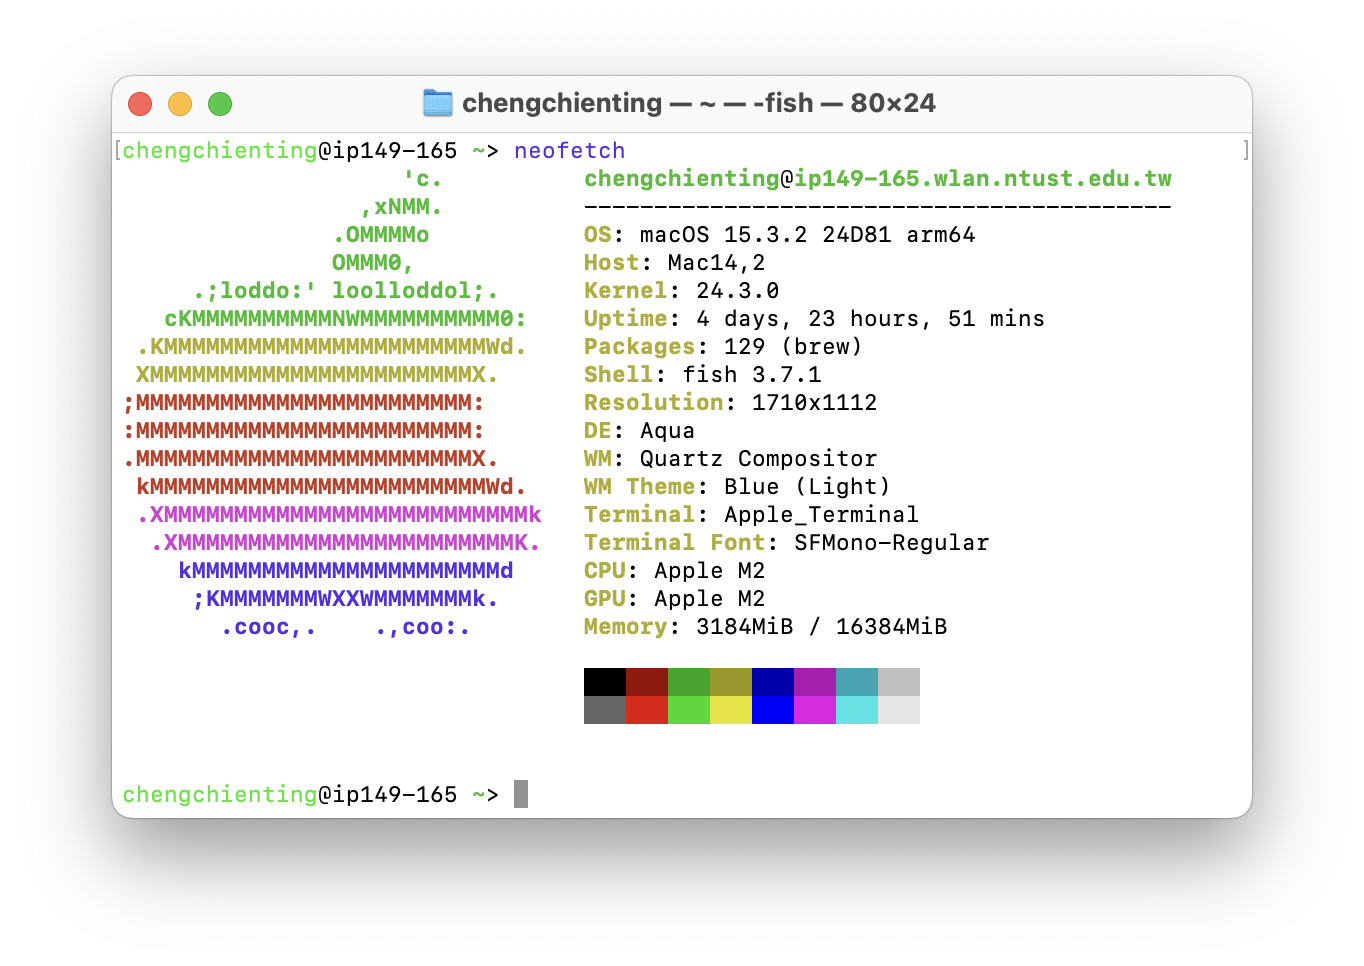 chengchienting — ~ — -fish — 80×24
[chengchienting@ip149-165 ~> neofetch ]
'c. chengchienting@ip149-165.wlan.ntust.edu.tw
,xNMM. ------------------------------------------
.OMMMMo OS: macOS 15.3.2 24D81 arm64
OMMM0, Host: Mac14,2
.;loddo:' loolloddol;. Kernel: 24.3.0
cKMMMMMMMMMMNWMMMMMMMMMM0: Uptime: 4 days, 23 hours, 51 mins
.KMMMMMMMMMMMMMMMMMMMMMMMWd. Packages: 129 (brew)
XMMMMMMMMMMMMMMMMMMMMMMMX. Shell: fish 3.7.1
;MMMMMMMMMMMMMMMMMMMMMMMM: Resolution: 1710x1112
:MMMMMMMMMMMMMMMMMMMMMMMM: DE: Aqua
.MMMMMMMMMMMMMMMMMMMMMMMMX. WM: Quartz Compositor
kMMMMMMMMMMMMMMMMMMMMMMMMWd. WM Theme: Blue (Light)
.XMMMMMMMMMMMMMMMMMMMMMMMMMMk Terminal: Apple_Terminal
.XMMMMMMMMMMMMMMMMMMMMMMMMK. Terminal Font: SFMono-Regular
kMMMMMMMMMMMMMMMMMMMMMMd CPU: Apple M2
;KMMMMMMMWXXWMMMMMMMk. GPU: Apple M2
.cooc,. .,coo:. Memory: 3184MiB / 16384MiB
chengchienting@ip149-165 ~>